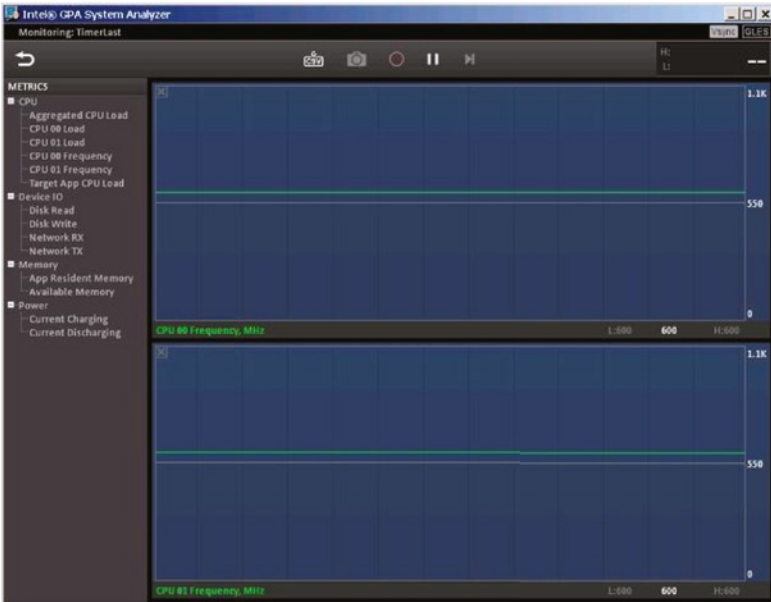 Intel® GPA System Analyzer
Monitoring: TimerLast
Vsync GLES
CSV
H:
L:
--
METRICS
CPU
Aggregated CPU Load
CPU 00 Load
CPU 01 Load
CPU 00 Frequency
CPU 01 Frequency
Target App CPU Load
Device IO
Disk Read
Disk Write
Network RX
Network TX
Memory
App Resident Memory
Available Memory
Power
Current Charging
Current Discharging
1.1K
550
0
CPU 00 Frequency, MHz L:600 600 H:600
1.1K
550
0
CPU 01 Frequency, MHz L:600 600 H:600